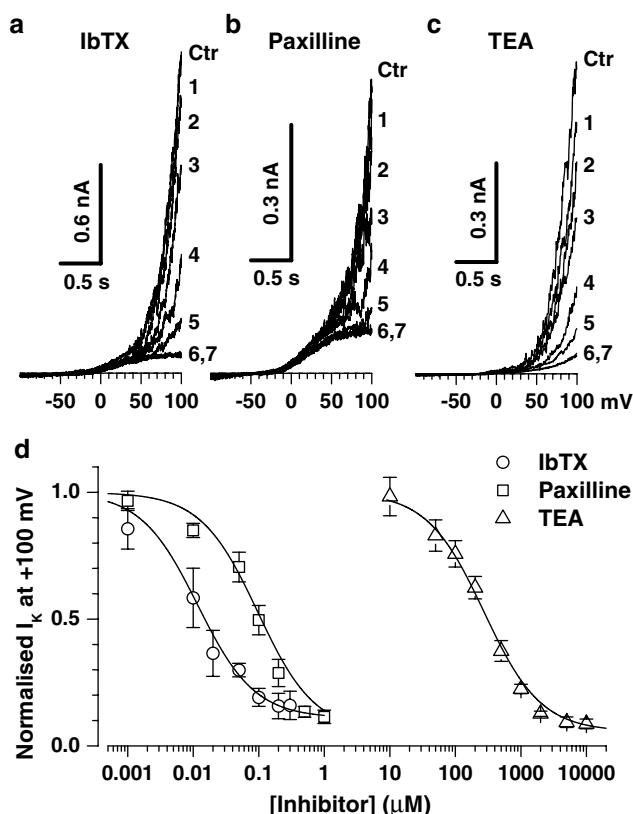 a
IbTX
b
Paxilline
c
TEA
Ctr
1
2
3
4
5
6,7
0.6 nA
0.5 s
-50 0 50 100
Ctr
1
2
3
4
5
6,7
0.3 nA
0.5 s
-50 0 50 100
Ctr
1
2
3
4
5
6,7
0.3 nA
0.5 s
-50 0 50 100 mV
d
IbTX
Paxilline
TEA
Normalised IK at +100 mV
1.0
0.5
0.0
0.001 0.01 0.1 1 10 100 1000 10000
[Inhibitor] (μM)